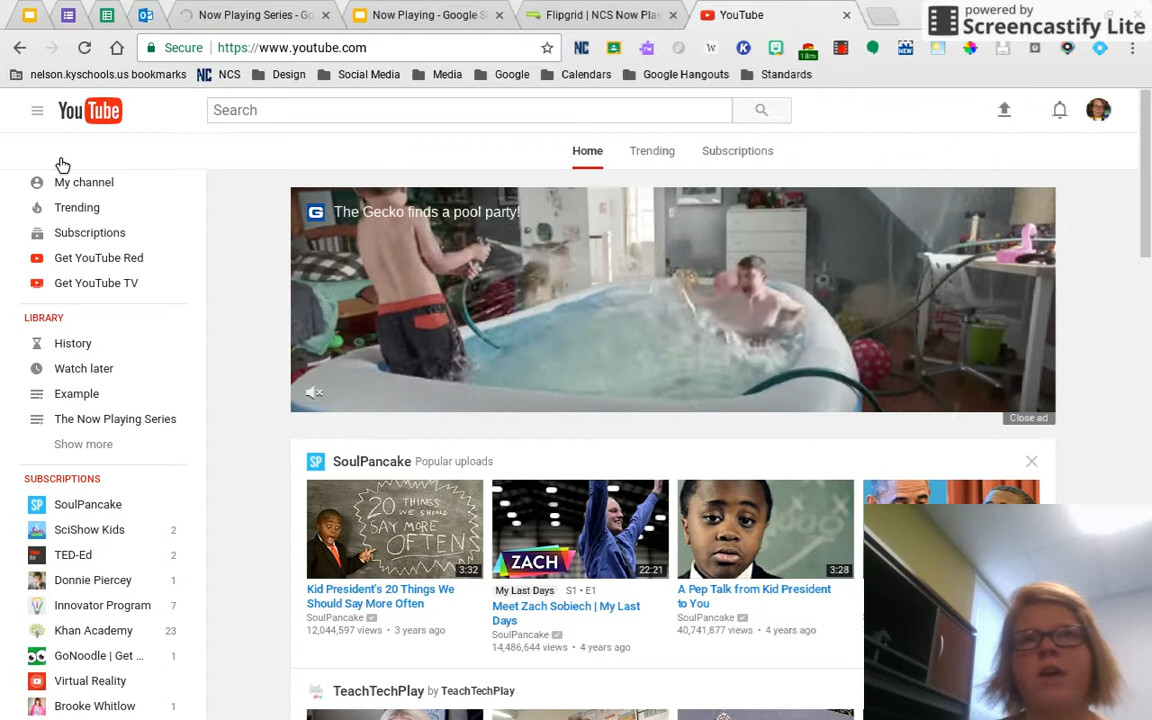 Now Playing Series - Go
Now Playing - Google S
Flipgrid | NCS Now Play
YouTube
powered by
Screencastify Lite
Secure
https://www.youtube.com
nelson.kyschools.us bookmarks
NCS
Design
Social Media
Media
Google
Calendars
Google Hangouts
Standards
YouTube
Search
Home
Trending
Subscriptions
My channel
Trending
Subscriptions
Get YouTube Red
Get YouTube TV
LIBRARY
History
Watch later
Example
The Now Playing Series
Show more
SUBSCRIPTIONS
SoulPancake
SciShow Kids 2
TED-Ed 2
Donnie Piercey 1
Innovator Program 7
Khan Academy 23
GoNoodle | Get ... 1
Virtual Reality
Brooke Whitlow 1
G The Gecko finds a pool party!
Close ad
SP SoulPancake Popular uploads
20 THINGS
WE SHOULD
SAY MORE
OFTEN
3:32
Kid President's 20 Things We
Should Say More Often
SoulPancake
12,044,597 views • 3 years ago
ZACH
22:21
My Last Days S1 • E1
Meet Zach Sobiech | My Last
Days
SoulPancake
14,486,644 views • 4 years ago
3:28
A Pep Talk from Kid President
to You
SoulPancake
40,741,877 views • 4 years ago
TeachTechPlay by TeachTechPlay